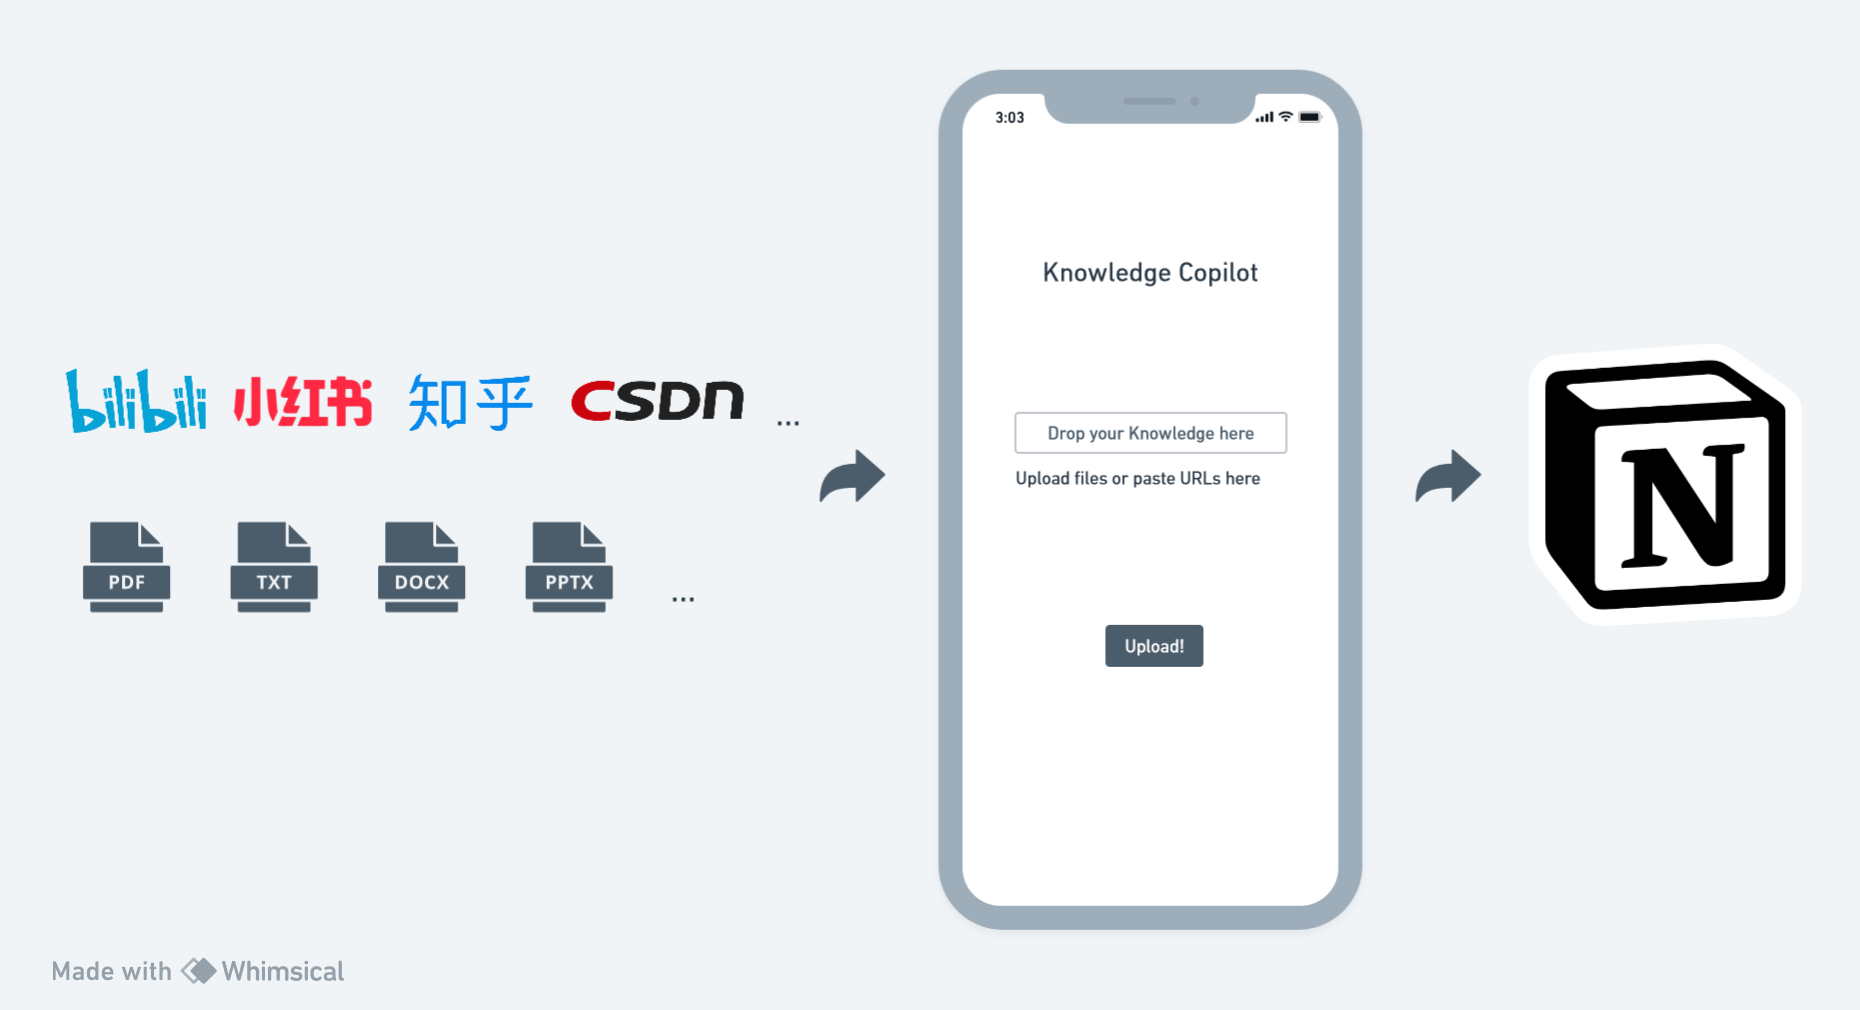 3:03
Knowledge Copilot
bilibili 小红书 知乎 CSDN ...
Drop your Knowledge here
Upload files or paste URLs here
PDF TXT DOCX PPTX ...
Upload!
N
Made with Whimsical